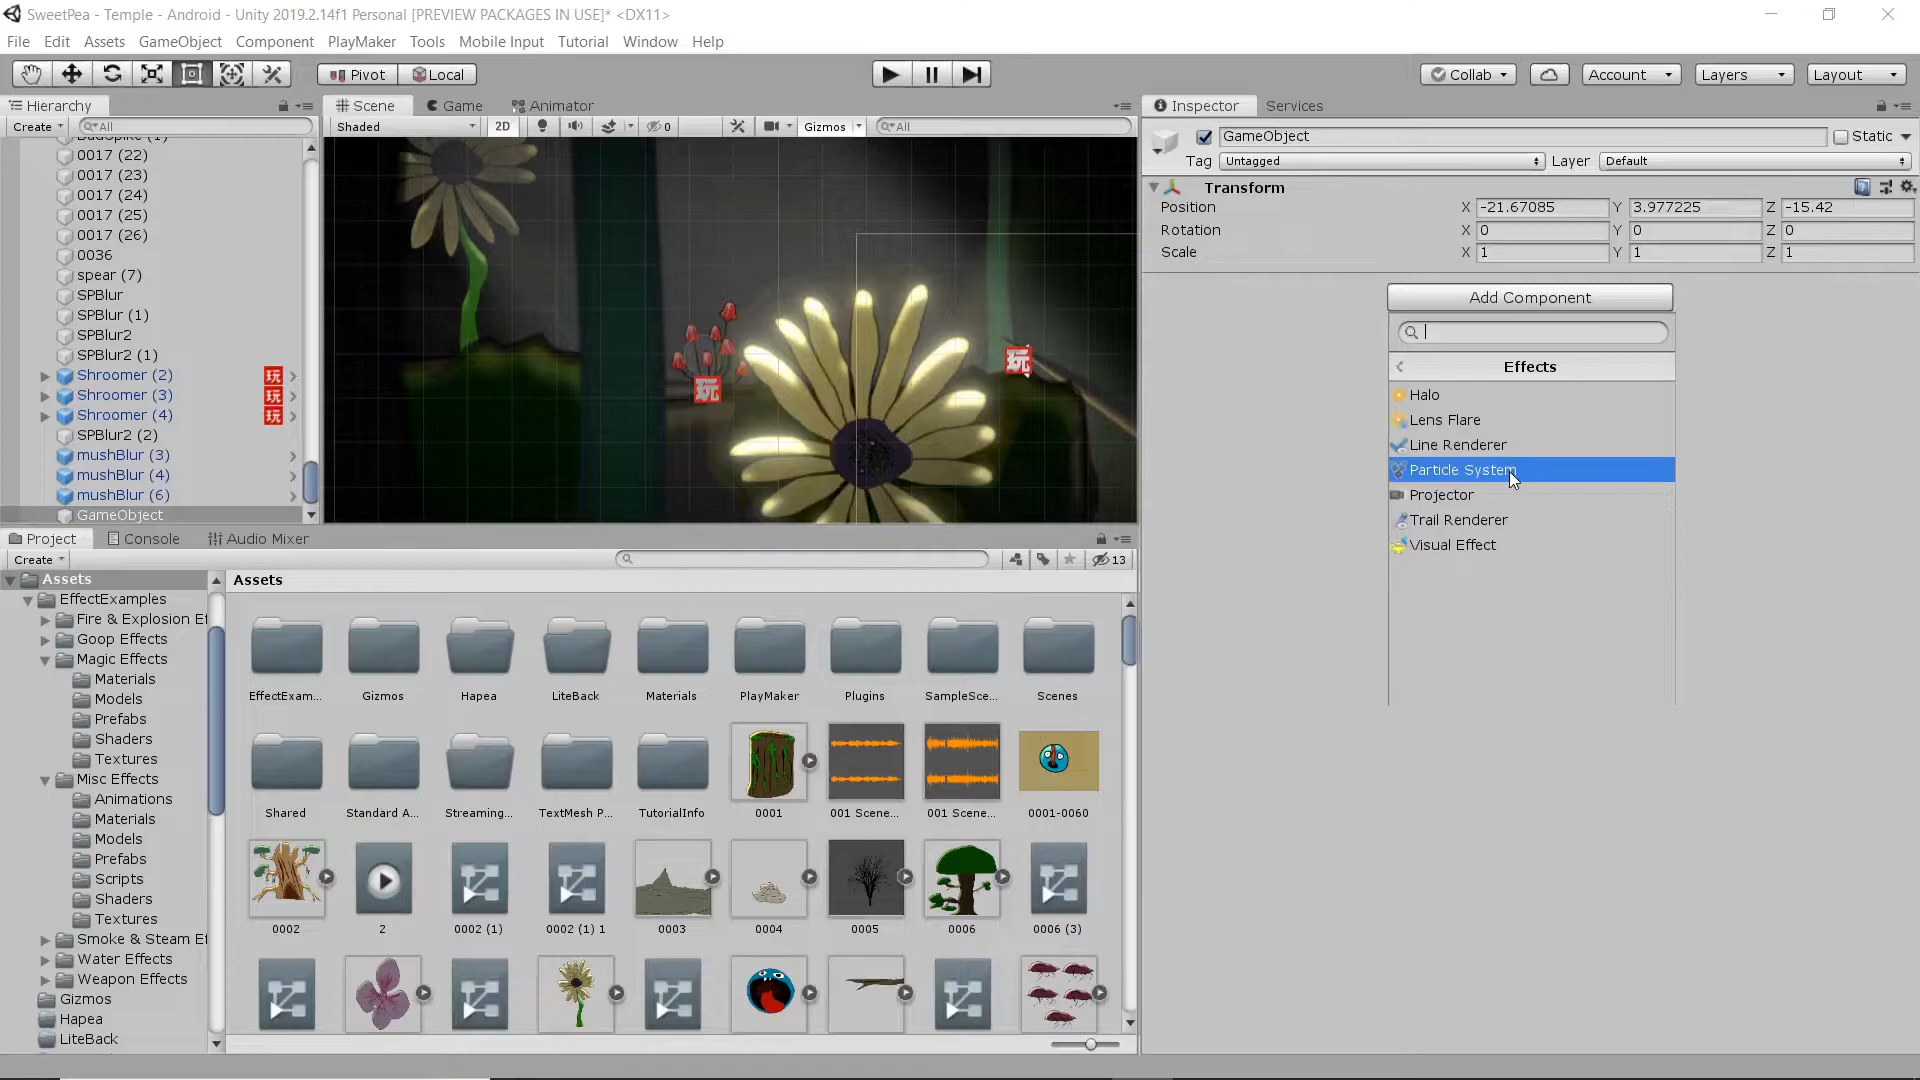 SweetPea - Temple - Android - Unity 2019.2.14f1 Personal [PREVIEW PACKAGES IN USE]* <DX11>
File Edit Assets GameObject Component PlayMaker Tools Mobile Input Tutorial Window Help
Pivot Local Collab Account Layers Layout
Hierarchy
Create All
0017 (22)
0017 (23)
0017 (24)
0017 (25)
0017 (26)
0036
spear (7)
SPBlur
SPBlur (1)
SPBlur2
SPBlur2 (1)
Shroomer (2) 玩
Shroomer (3) 玩
Shroomer (4) 玩
SPBlur2 (2)
mushBlur (3)
mushBlur (4)
mushBlur (6)
GameObject
Scene Game Animator
Shaded 2D 0 Gizmos All
玩
玩
Inspector Services
GameObject Static
Tag Untagged Layer Default
Transform
Position X -21.67085 Y 3.977225 Z -15.42
Rotation X 0 Y 0 Z 0
Scale X 1 Y 1 Z 1
Add Component
Effects
Halo
Lens Flare
Line Renderer
Particle System
Projector
Trail Renderer
Visual Effect
Project Console Audio Mixer
Create 13
Assets
EffectExamples
Fire & Explosion Ef
Goop Effects
Magic Effects
Materials
Models
Prefabs
Shaders
Textures
Misc Effects
Animations
Materials
Models
Prefabs
Scripts
Shaders
Textures
Smoke & Steam Ef
Water Effects
Weapon Effects
Gizmos
Hapea
LiteBack
Assets
EffectExam... Gizmos Hapea LiteBack Materials PlayMaker Plugins SampleSce... Scenes
Shared Standard A... Streaming... TextMesh P... TutorialInfo 0001 001 Scene... 001 Scene... 0001-0060
0002 2 0002 (1) 0002 (1) 1 0003 0004 0005 0006 0006 (3)